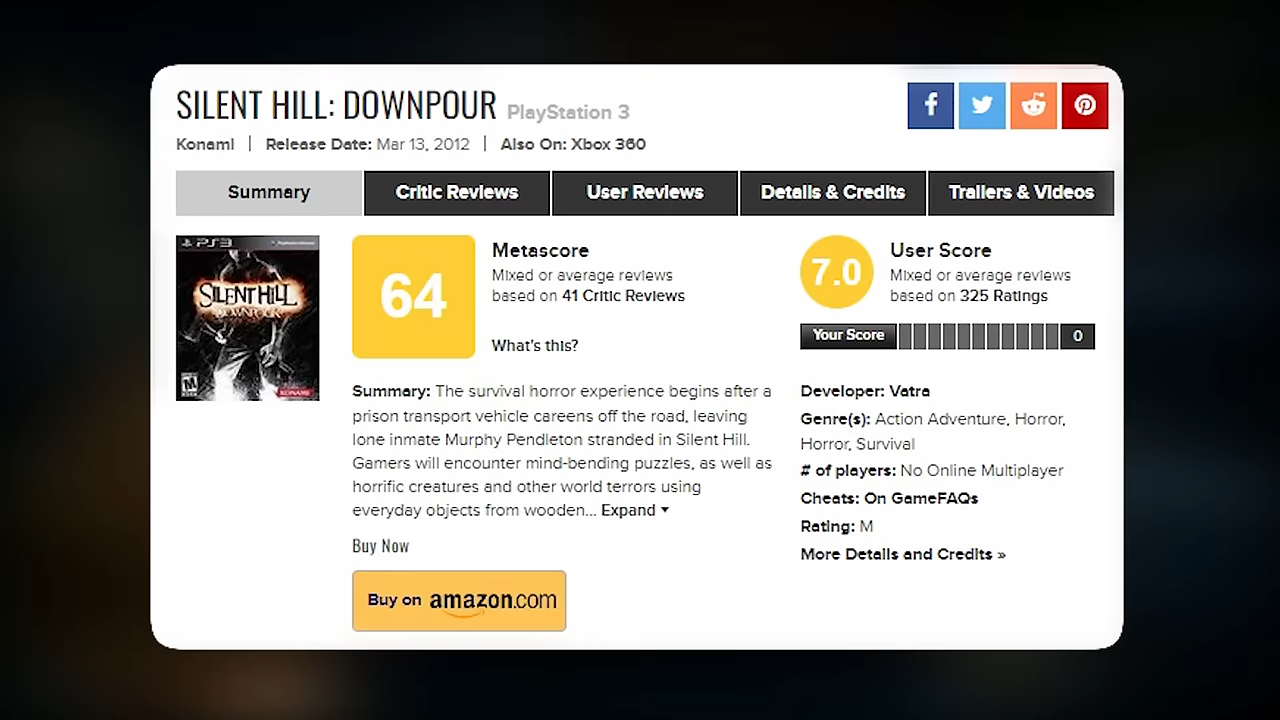 SILENT HILL: DOWNPOUR PlayStation 3
Konami | Release Date: Mar 13, 2012 | Also On: Xbox 360
Summary Critic Reviews User Reviews Details & Credits Trailers & Videos
PS3
SILENT HILL
DOWNPOUR
M
KONAMI
64
Metascore
Mixed or average reviews
based on 41 Critic Reviews
What's this?
7.0
User Score
Mixed or average reviews
based on 325 Ratings
Your Score 0
Summary: The survival horror experience begins after a
prison transport vehicle careens off the road, leaving
lone inmate Murphy Pendleton stranded in Silent Hill.
Gamers will encounter mind-bending puzzles, as well as
horrific creatures and other world terrors using
everyday objects from wooden... Expand
Buy Now
Buy on amazon.com
Developer: Vatra
Genre(s): Action Adventure, Horror,
Horror, Survival
# of players: No Online Multiplayer
Cheats: On GameFAQs
Rating: M
More Details and Credits »